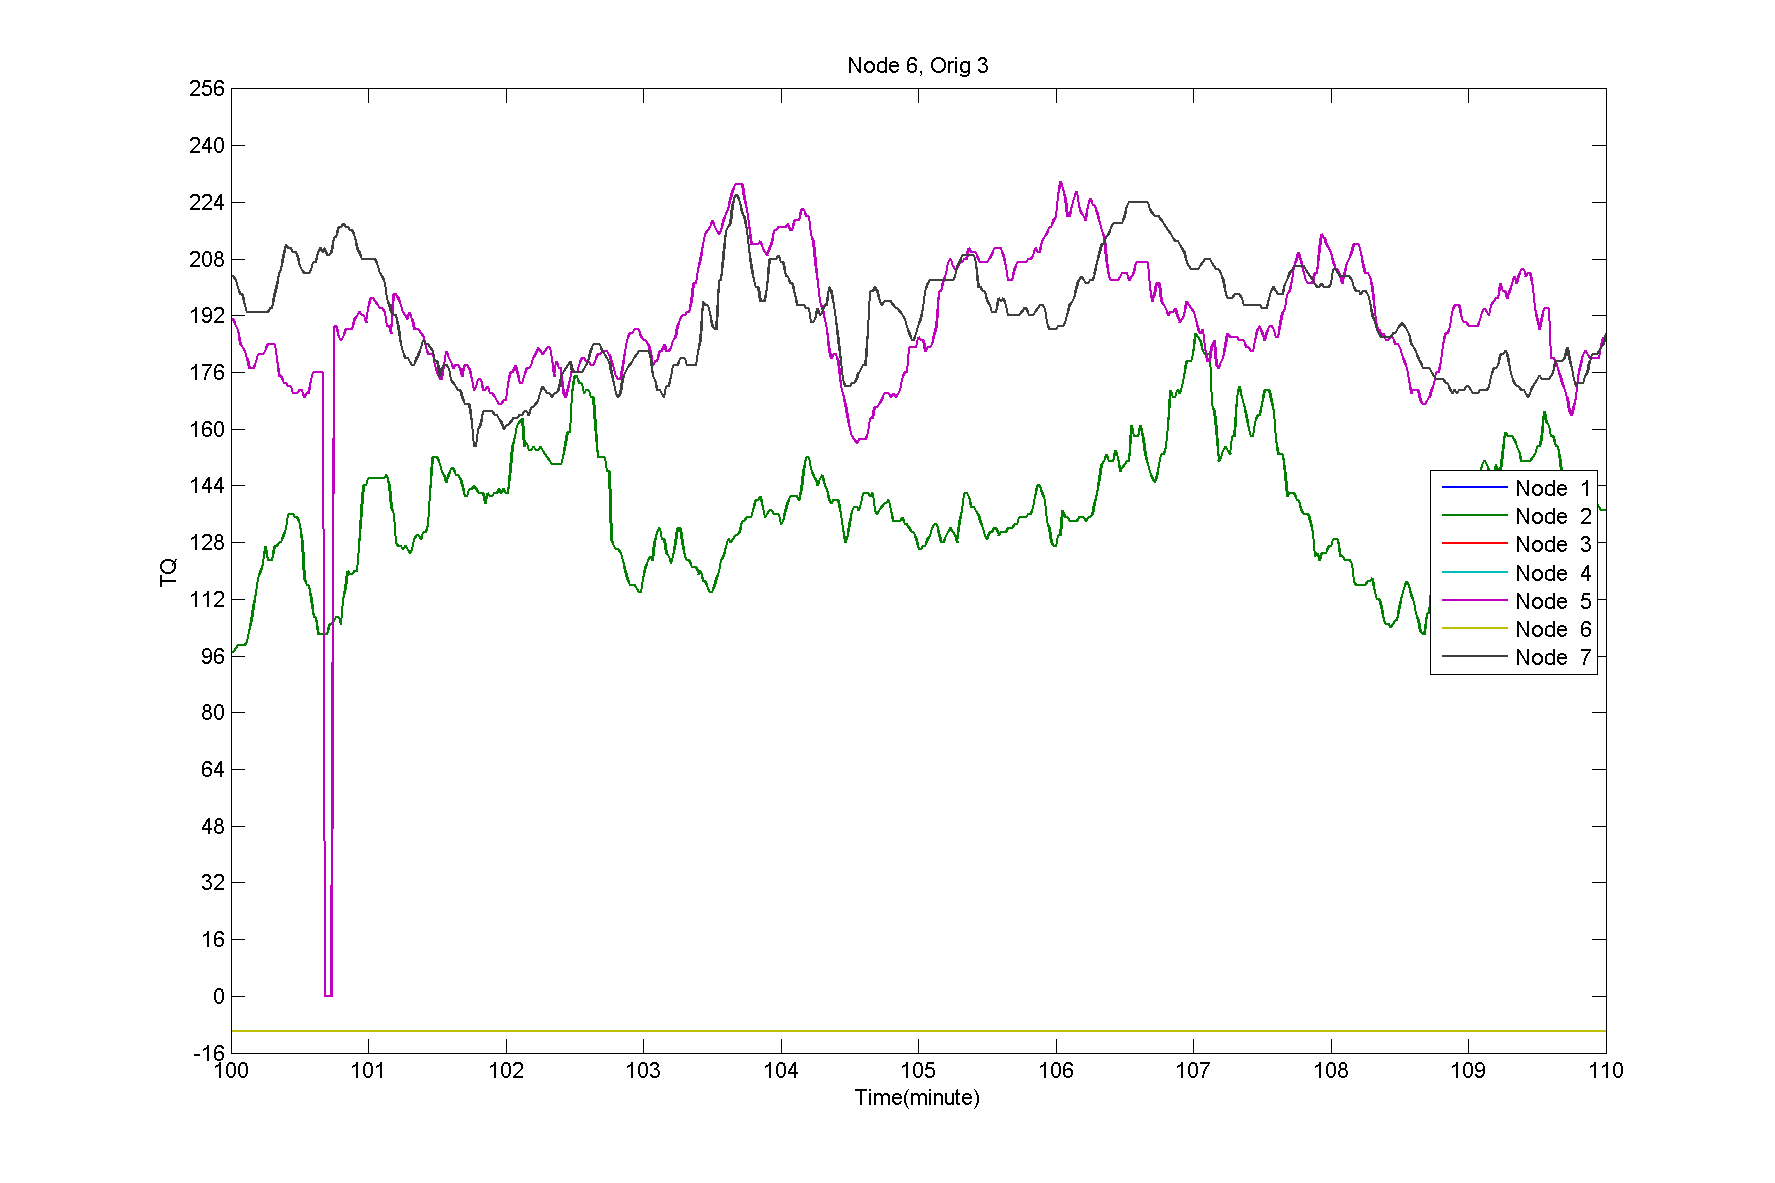 Node 6, Orig 3
256
240
224
208
192
176
160
144
128
112
96
80
64
48
32
16
0
-16
TQ
Node 1
Node 2
Node 3
Node 4
Node 5
Node 6
Node 7
100 101 102 103 104 105 106 107 108 109 110
Time(minute)